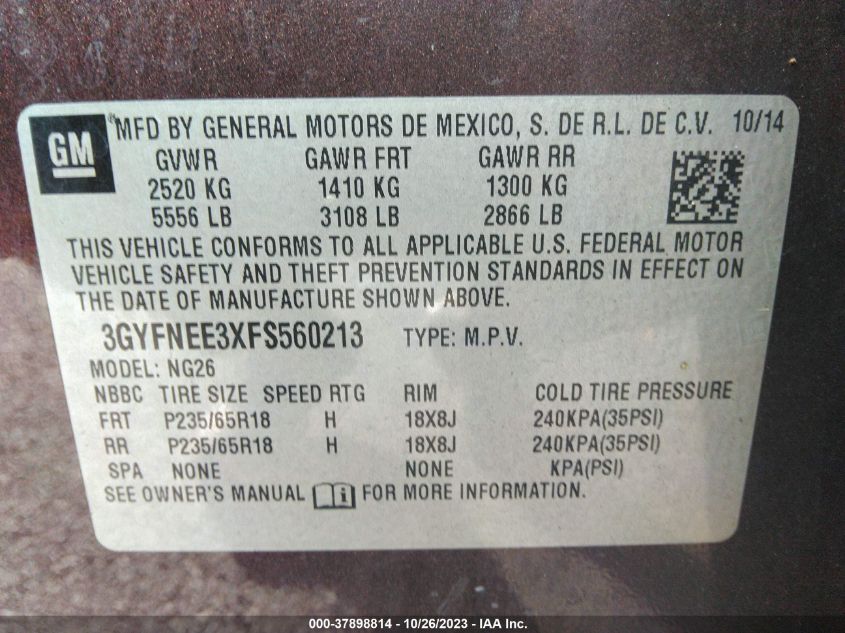 GM ® MFD BY GENERAL MOTORS DE MEXICO, S. DE R.L. DE C.V. 10/14
GVWR GAWR FRT GAWR RR
2520 KG 1410 KG 1300 KG
5556 LB 3108 LB 2866 LB
THIS VEHICLE CONFORMS TO ALL APPLICABLE U.S. FEDERAL MOTOR
VEHICLE SAFETY AND THEFT PREVENTION STANDARDS IN EFFECT ON
THE DATE OF MANUFACTURE SHOWN ABOVE.
3GYFNEE3XFS560213 TYPE: M.P.V.
MODEL: NG26
NBBC TIRE SIZE SPEED RTG RIM COLD TIRE PRESSURE
FRT P235/65R18 H 18X8J 240KPA(35PSI)
RR P235/65R18 H 18X8J 240KPA(35PSI)
SPA NONE NONE KPA(PSI)
SEE OWNER'S MANUAL i FOR MORE INFORMATION.
000-37898814 - 10/26/2023 - IAA Inc.